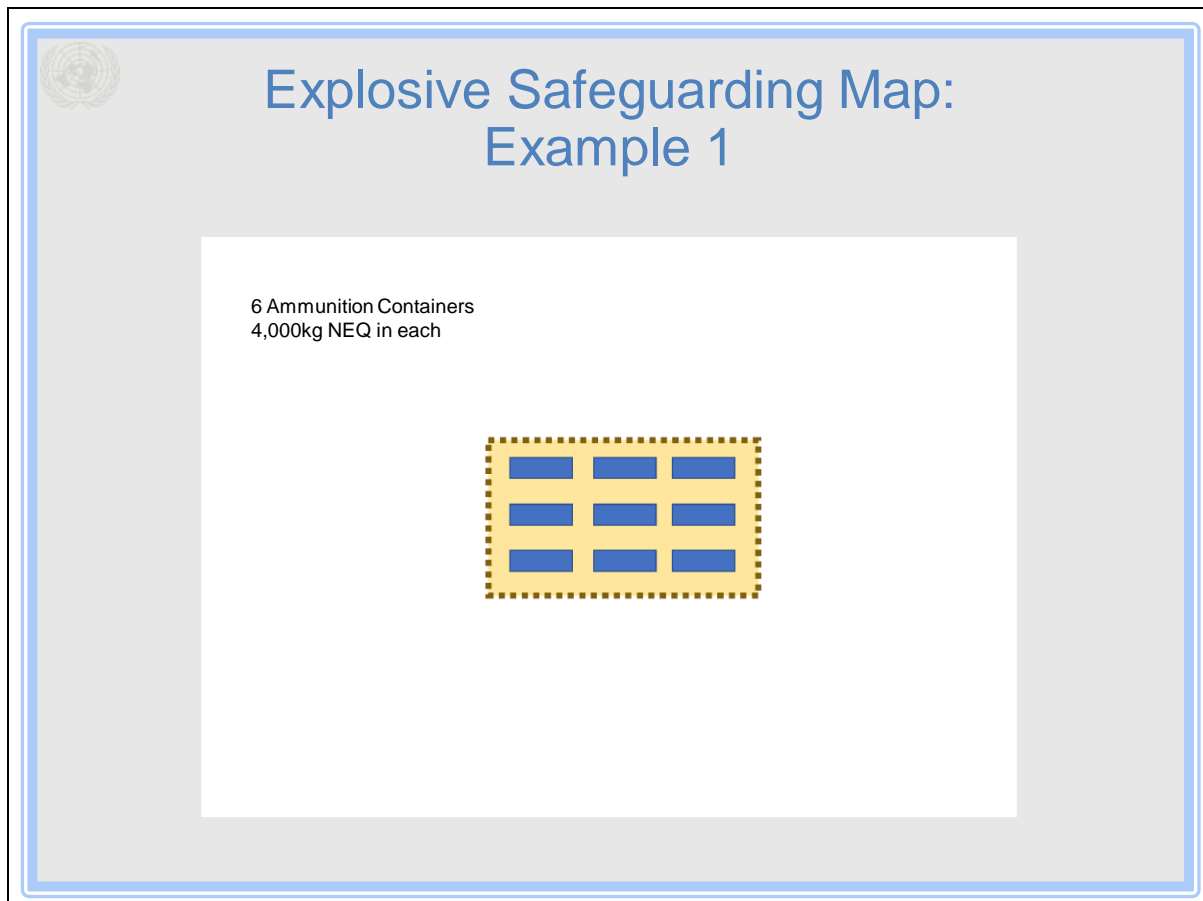 Explosive Safeguarding Map:
Example 1
6 Ammunition Containers
4,000kg NEQ in each